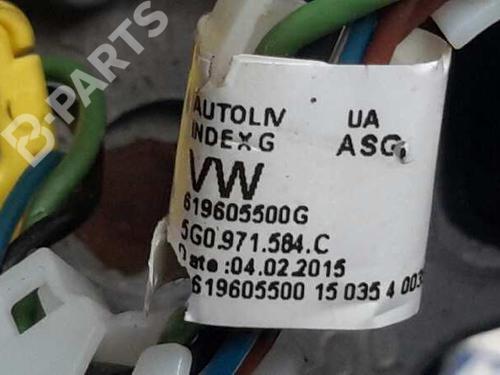 B-PARTS
AUTOLIV UA
INDEX G ASG
VW
619605500G
5G0.971.584.C
Date :04.02.2015
619605500 15 035 4 003